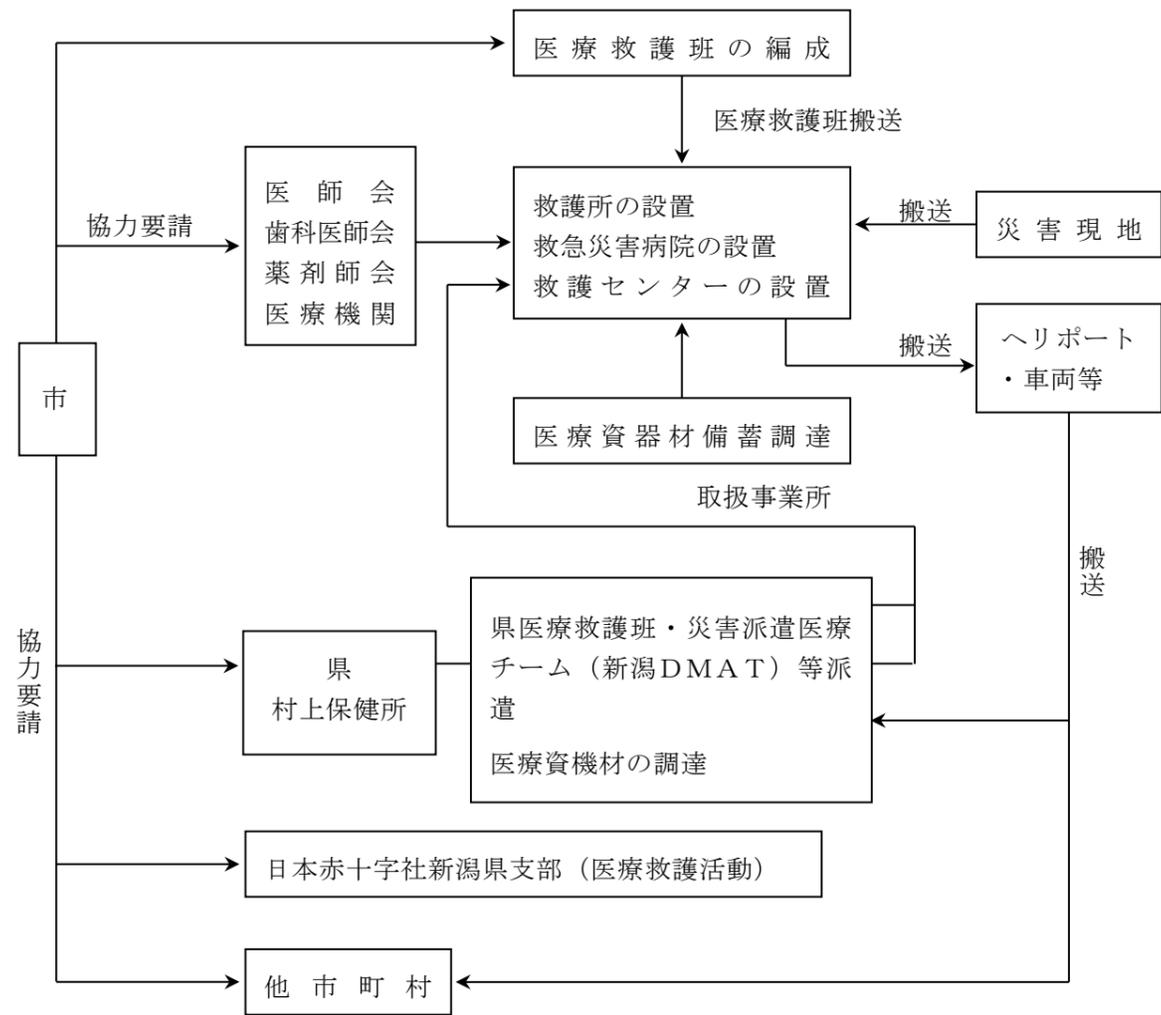 医療救護班の編成
医療救護班搬送
医師会
歯科医師会
薬剤師会
医療機関
協力要請
救護所の設置
救急災害病院の設置
救護センターの設置
搬送
災害現地
搬送
ヘリポート
・車両等
市
医療資器材備蓄調達
取扱事業所
搬送
協力要請
県
村上保健所
県医療救護班・災害派遣医療
チーム（新潟ＤＭＡＴ）等派
遣
医療資機材の調達
日本赤十字社新潟県支部（医療救護活動）
他市町村